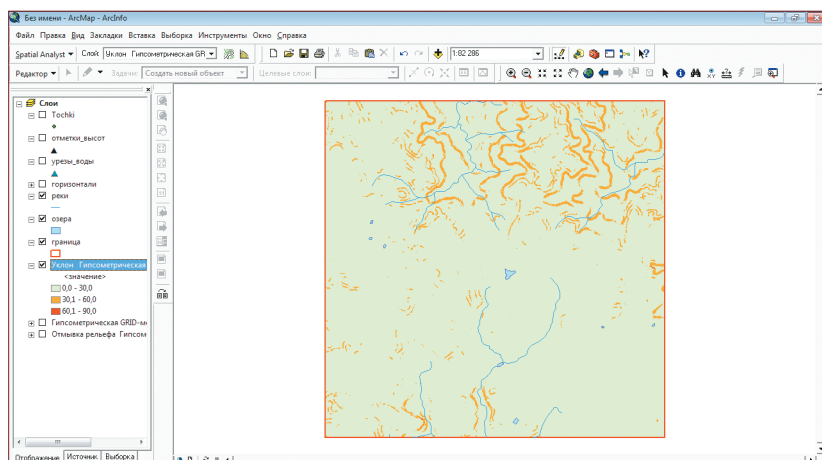 Без имени - ArcMap - ArcInfo
Файл Правка Вид Закладки Вставка Выборка Инструменты Окно Справка
Spatial Analyst Слой: Уклон Гипсометрическая GR 1:82 286
Редактор Задачи: Создать новый объект Целевые слои:
Слои
Tochki
отметки_высот
урезы_воды
горизонтали
реки
озера
граница
Уклон Гипсометрическая
<значение>
0,0 - 30,0
30,1 - 60,0
60,1 - 90,0
Гипсометрическая GRID-м
Отмывка рельефа Гипсом
Отображение Источник Выборка